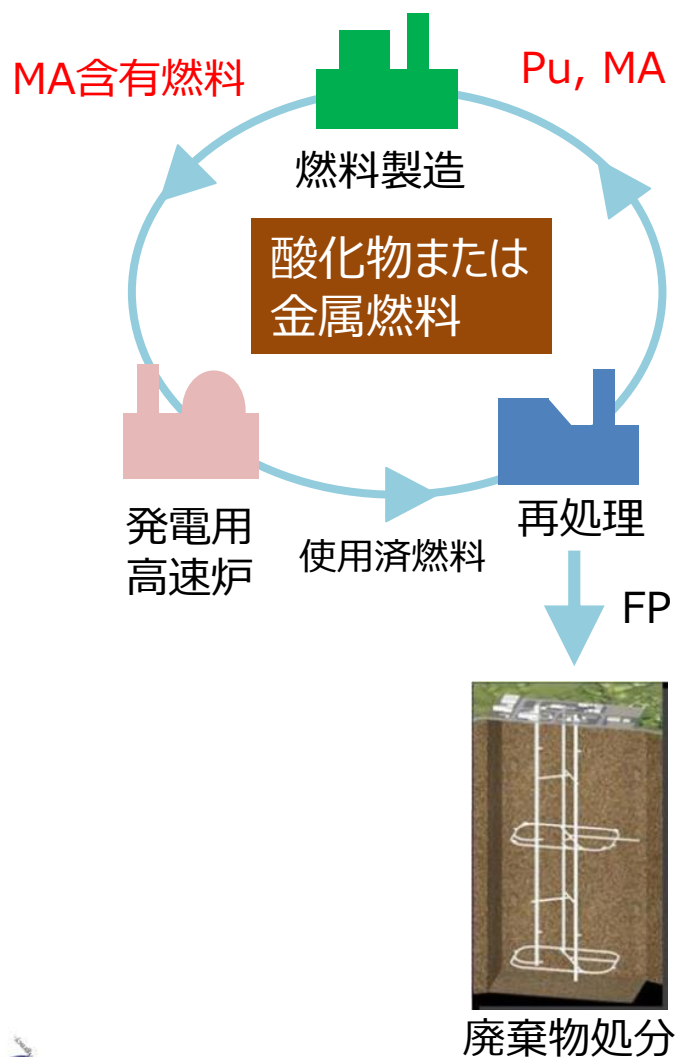 MA含有燃料
Pu, MA
燃料製造
酸化物または
金属燃料
発電用
高速炉
使用済燃料
再処理
FP
廃棄物処分